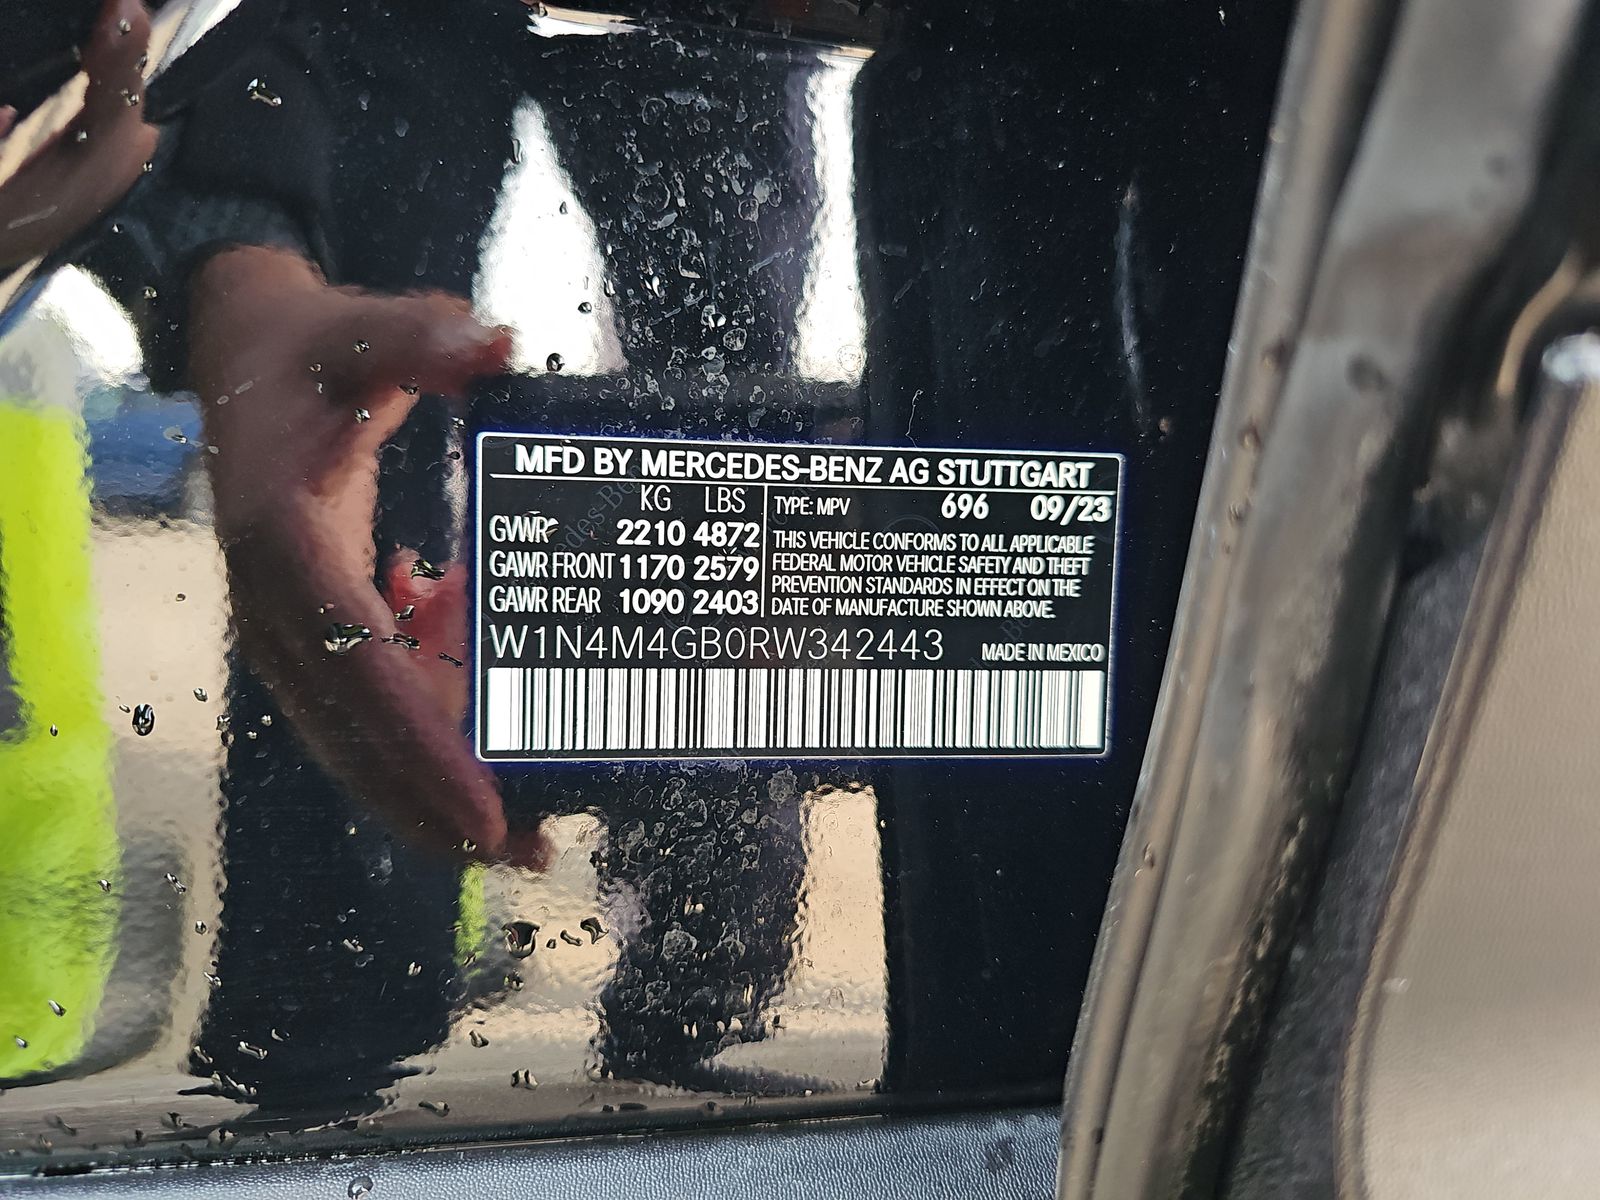 MFD BY MERCEDES-BENZ AG STUTTGART
KG LBS
GVWR 2210 4872
GAWR FRONT 1170 2579
GAWR REAR 1090 2403
TYPE: MPV 696 09/23
THIS VEHICLE CONFORMS TO ALL APPLICABLE
FEDERAL MOTOR VEHICLE SAFETY AND THEFT
PREVENTION STANDARDS IN EFFECT ON THE
DATE OF MANUFACTURE SHOWN ABOVE.
W1N4M4GB0RW342443 MADE IN MEXICO